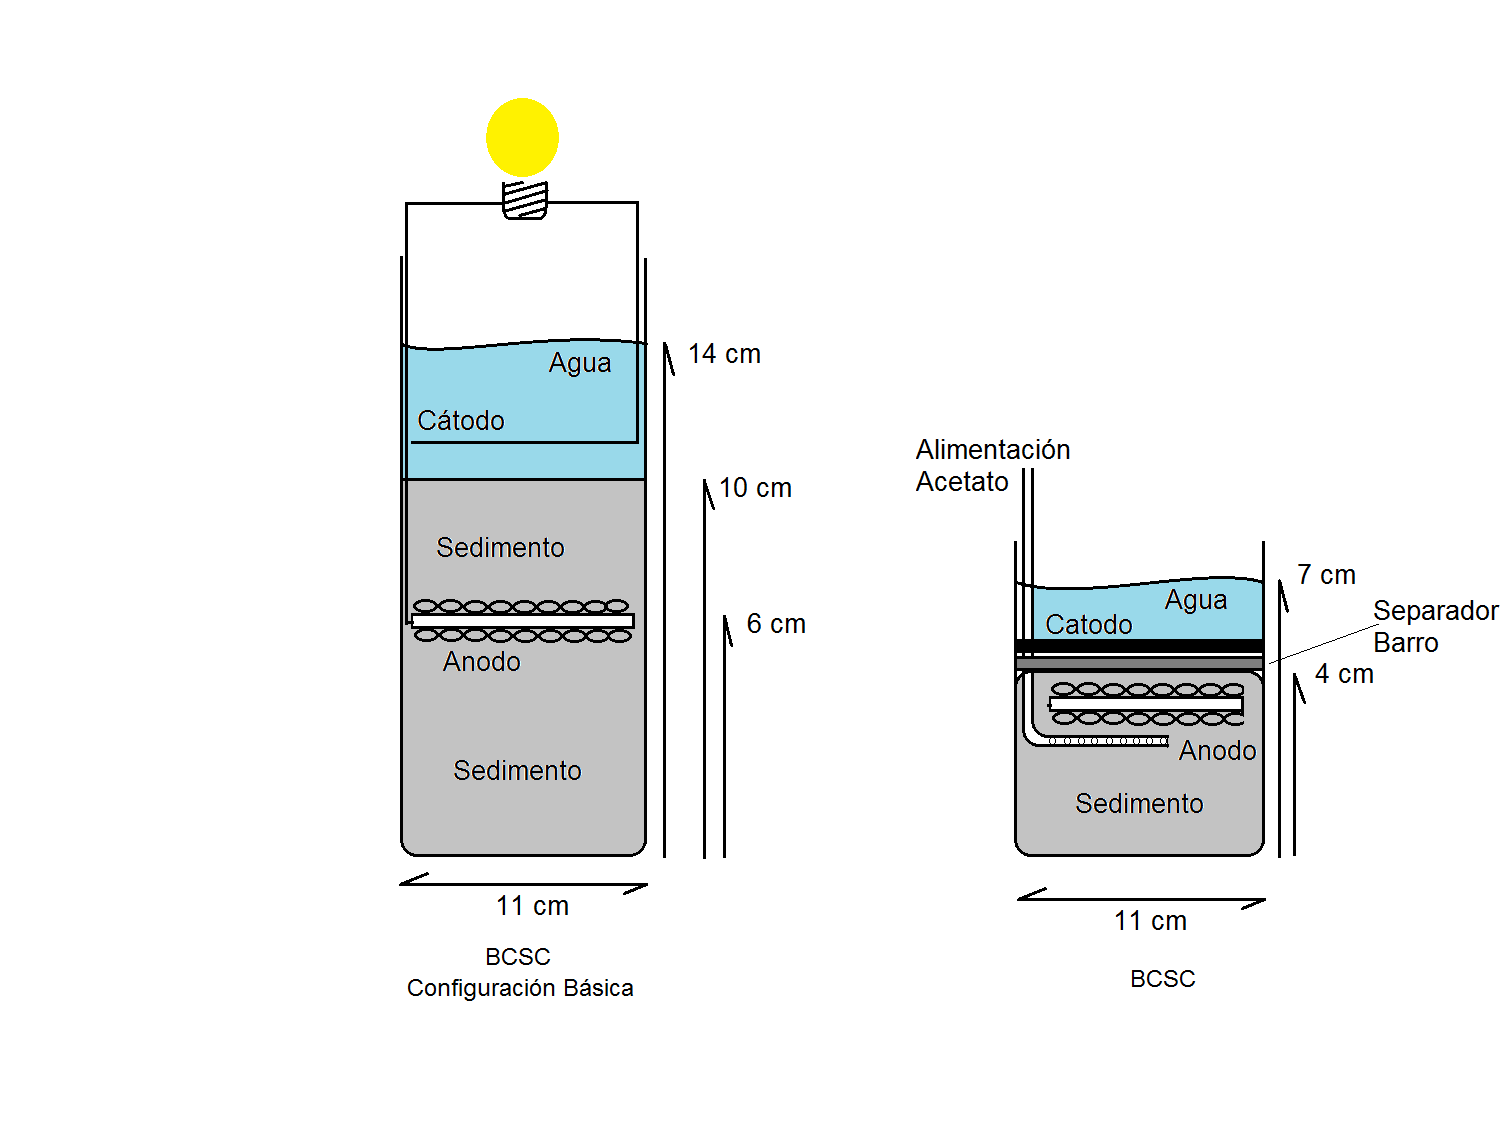 14 cm
Agua
Cátodo
10 cm
Sedimento
6 cm
Anodo
Sedimento
11 cm
BCSC
Configuración Básica
Alimentación
Acetato
7 cm
Agua
Separador
Barro
Catodo
4 cm
Anodo
Sedimento
11 cm
BCSC